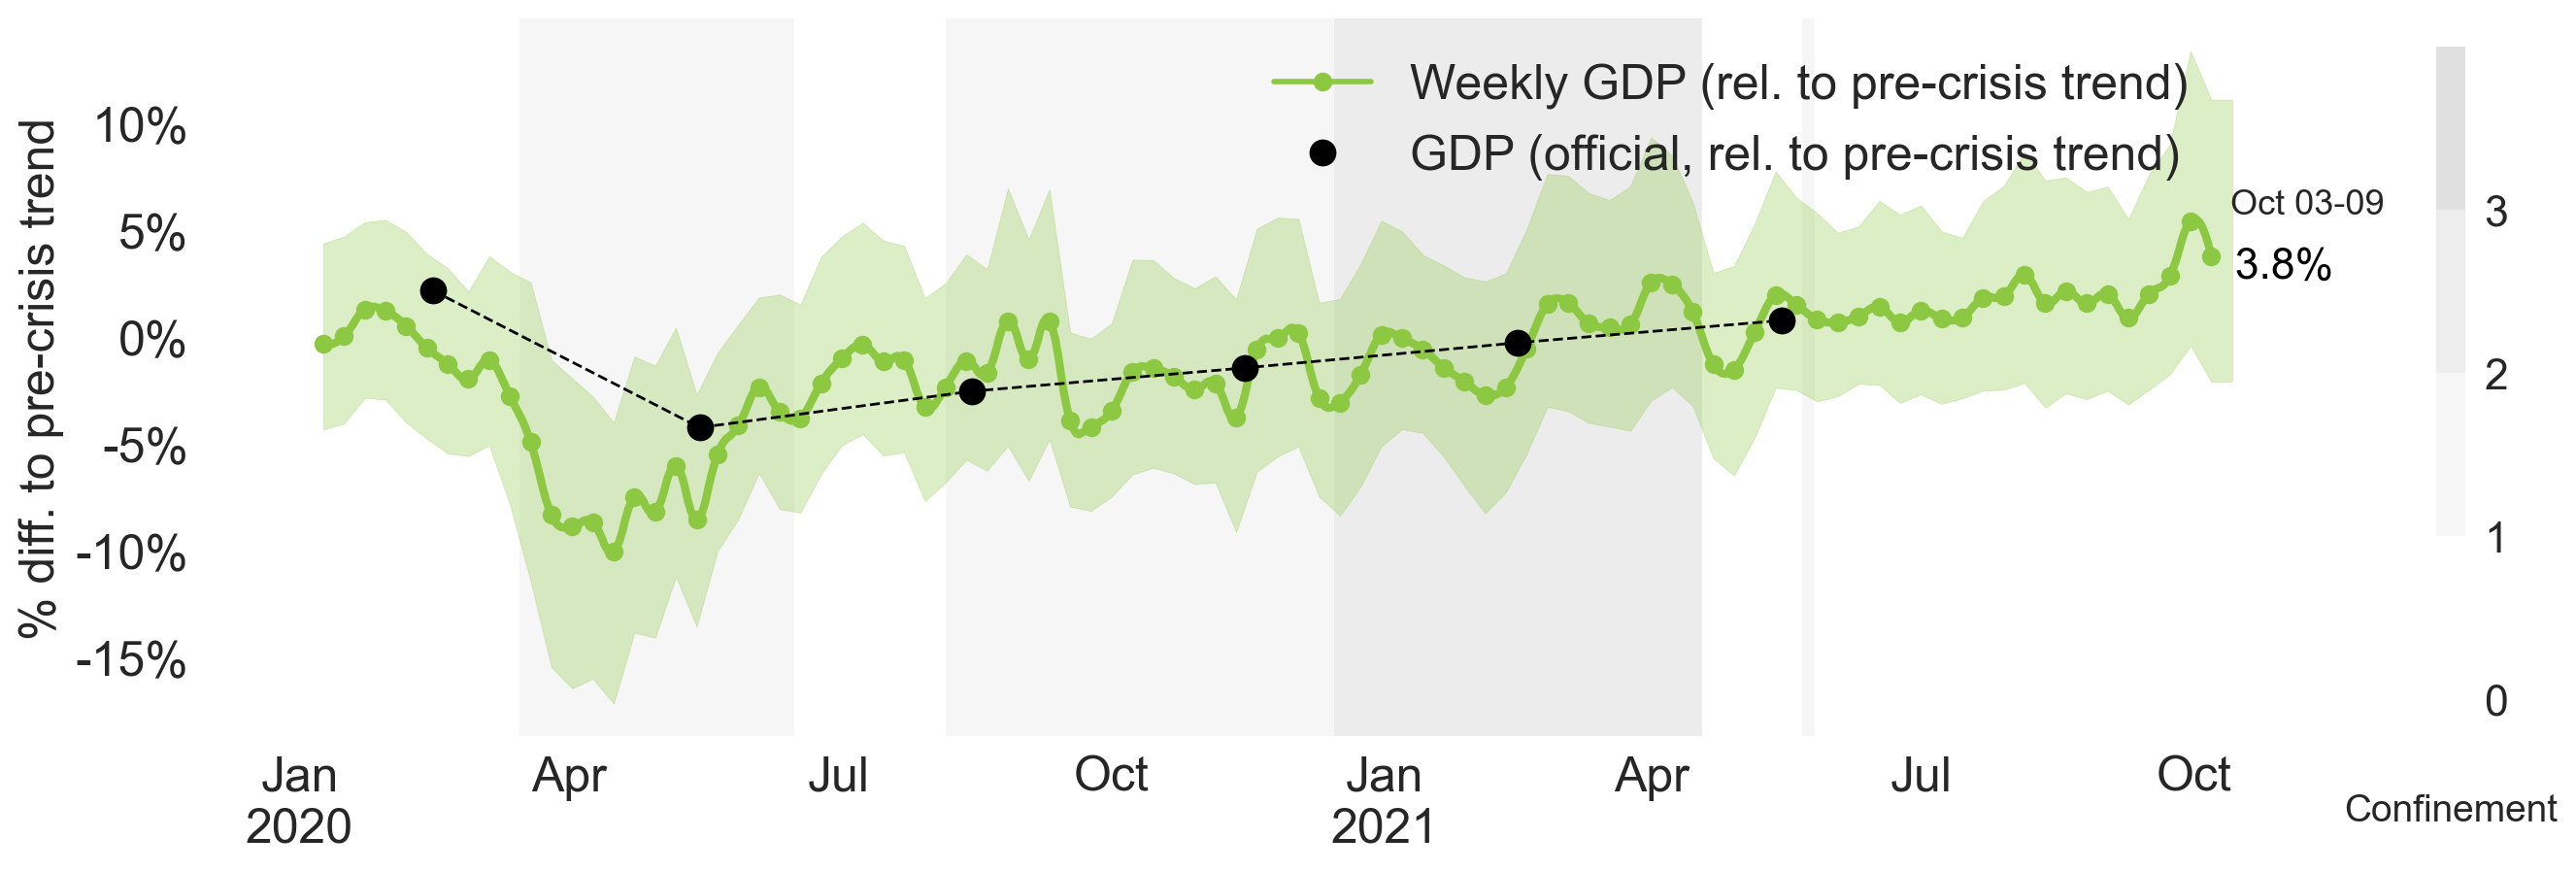 % diff. to pre-crisis trend
10%
5%
0%
-5%
-10%
-15%
Weekly GDP (rel. to pre-crisis trend)
GDP (official, rel. to pre-crisis trend)
Oct 03-09
3.8%
3
2
1
0
Confinement
Jan Apr Jul Oct Jan Apr Jul Oct
2020 2021